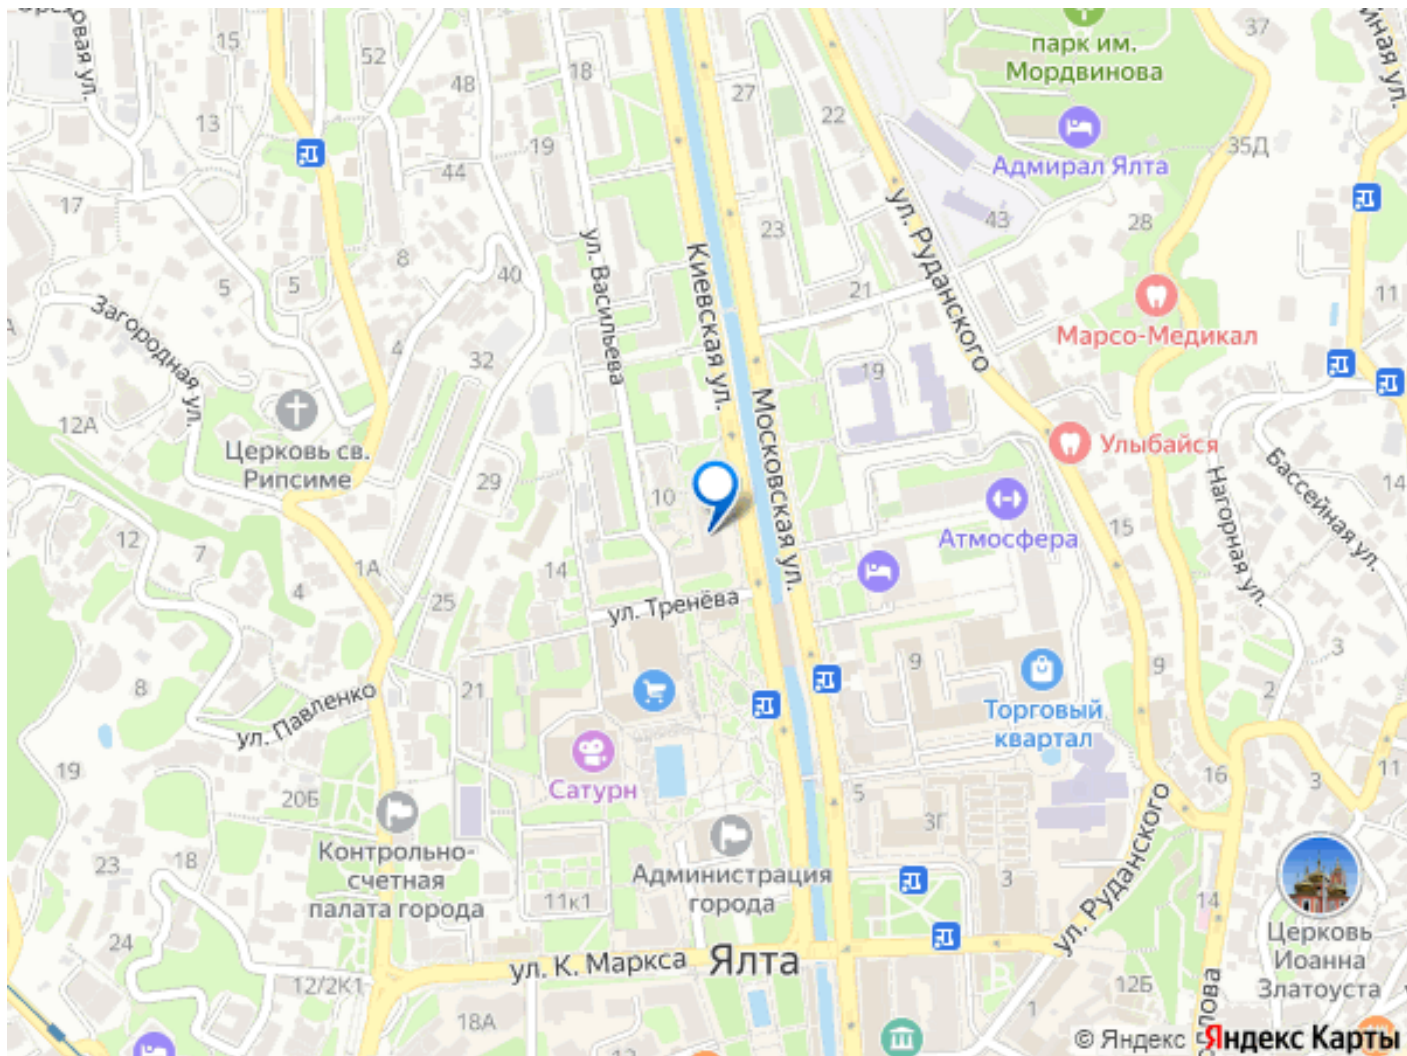 15
52
18
парк им.
Мордвинова
37
48
27
22
13
19
Адмирал Ялта
35Д
44
17
28
43
23
ул. Руданского
8
40
5
5
21
11
Киевская ул.
ул. Васильева
Загородная ул.
4
32
Марсо-Медикал
19
12А
Церковь св.
Рипсиме
Московская ул.
Улыбайся
29
10
14
Нагорная ул.
Бассейная ул.
15
12
7
14
1А
Атмосфера
4
25
ул. Тренёва
3
9
9
2
8
21
ул. Павленко
Торговый
квартал
19
Сатурн
16
3
11
20Б
5
3Г
Контрольно-
счетная
палата города
23
18
Администрация
города
3
ул. Руданского
11к1
14
24
Церковь
Иоанна
Златоуста
ул. К. Маркса
Ялта
12/2К1
12Б
18А
1
11
© Яндекс Яндекс Карты